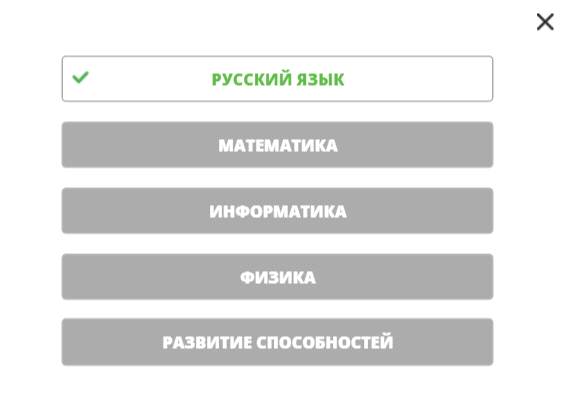 РУССКИЙ ЯЗЫК
МАТЕМАТИКА
ИНФОРМАТИКА
ФИЗИКА
РАЗВИТИЕ СПОСОБНОСТЕЙ